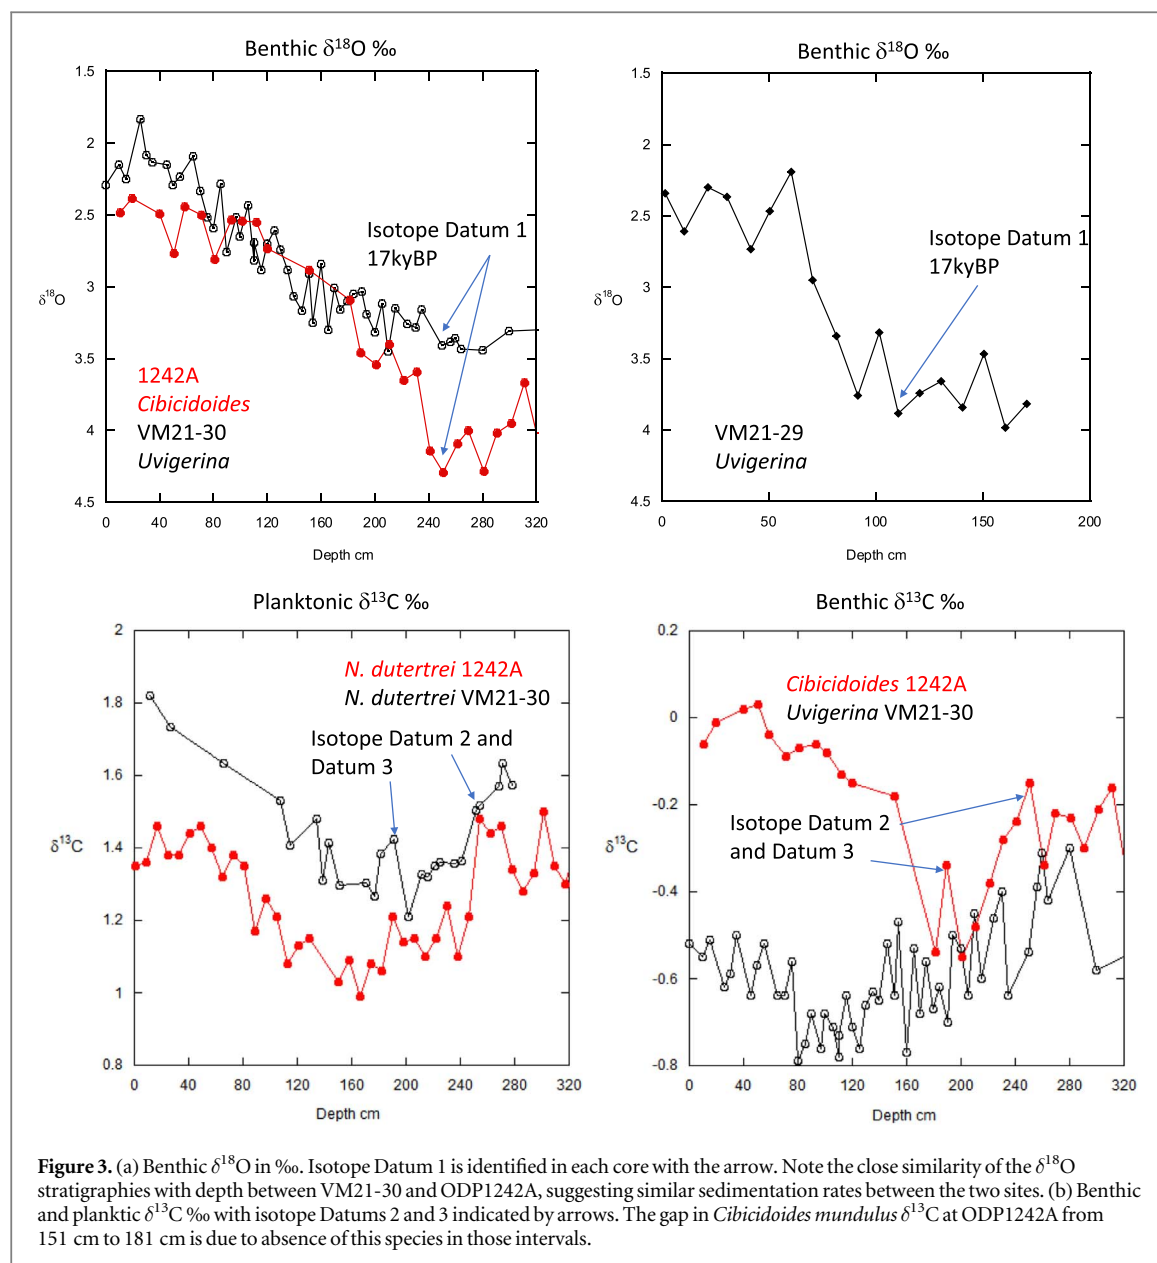 Benthic δ18O ‰
1.5
2
2.5
3
3.5
4
4.5
δ18O
0 40 80 120 160 200 240 280 320
Depth cm
Isotope Datum 1
17kyBP
1242A
Cibicidoides
VM21-30
Uvigerina
Benthic δ18O ‰
1.5
2
2.5
3
3.5
4
4.5
δ18O
0 50 100 150 200
Depth cm
Isotope Datum 1
17kyBP
VM21-29
Uvigerina
Planktonic δ13C ‰
2
1.8
1.6
1.4
1.2
1
0.8
δ13C
0 40 80 120 160 200 240 280 320
Depth cm
N. dutertrei 1242A
N. dutertrei VM21-30
Isotope Datum 2 and
Datum 3
Benthic δ13C ‰
0.2
0
-0.2
-0.4
-0.6
-0.8
δ13C
0 40 80 120 160 200 240 280 320
Depth cm
Cibicidoides 1242A
Uvigerina VM21-30
Isotope Datum 2
and Datum 3
Figure 3. (a) Benthic δ18O in ‰. Isotope Datum 1 is identified in each core with the arrow. Note the close similarity of the δ18O
stratigraphies with depth between VM21-30 and ODP1242A, suggesting similar sedimentation rates between the two sites. (b) Benthic
and planktic δ13C ‰ with isotope Datums 2 and 3 indicated by arrows. The gap in Cibicidoides mundulus δ13C at ODP1242A from
151 cm to 181 cm is due to absence of this species in those intervals.